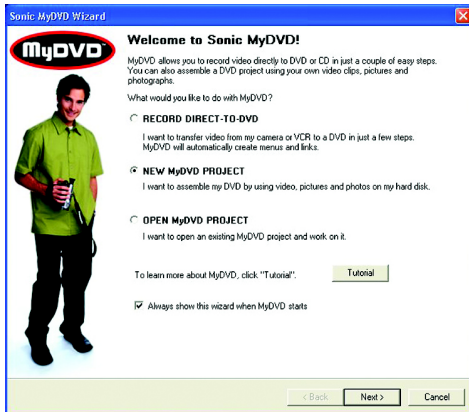 Sonic MyDVD Wizard
MyDVD
Welcome to Sonic MyDVD!
MyDVD allows you to record video directly to DVD or CD in just a couple of easy steps.
You can also assemble a DVD project using your own video clips, pictures and
photographs.
What would you like to do with MyDVD?
RECORD DIRECT-TO-DVD
I want to transfer video from my camera or VCR to a DVD in just a few steps.
MyDVD will automatically create menus and links.
NEW MyDVD PROJECT
I want to assemble my DVD by using video, pictures and photos on my hard disk.
OPEN MyDVD PROJECT
I want to open an existing MyDVD project and work on it.
To learn more about MyDVD, click "Tutorial".
Tutorial
Always show this wizard when MyDVD starts
< Back
Next >
Cancel